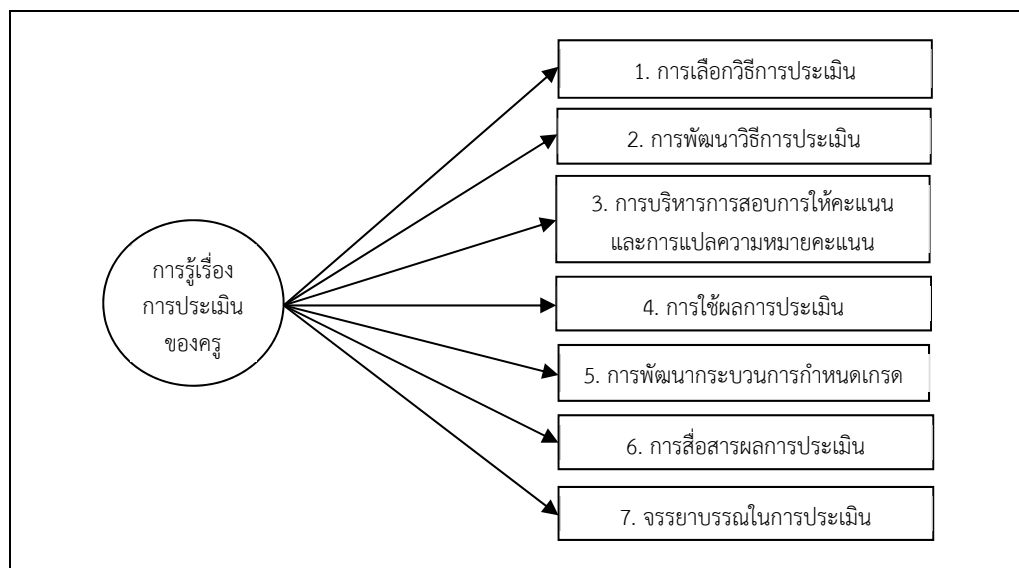 1. การเลือกวิธีการประเมิน
2. การพัฒนาวิธีการประเมิน
3. การบริหารการสอบการให้คะแนน
และการแปลความหมายคะแนน
การรู้เรื่อง
การประเมิน
ของครู
4. การใช้ผลการประเมิน
5. การพัฒนากระบวนการกำหนดเกรด
6. การสื่อสารผลการประเมิน
7. จรรยาบรรณในการประเมิน